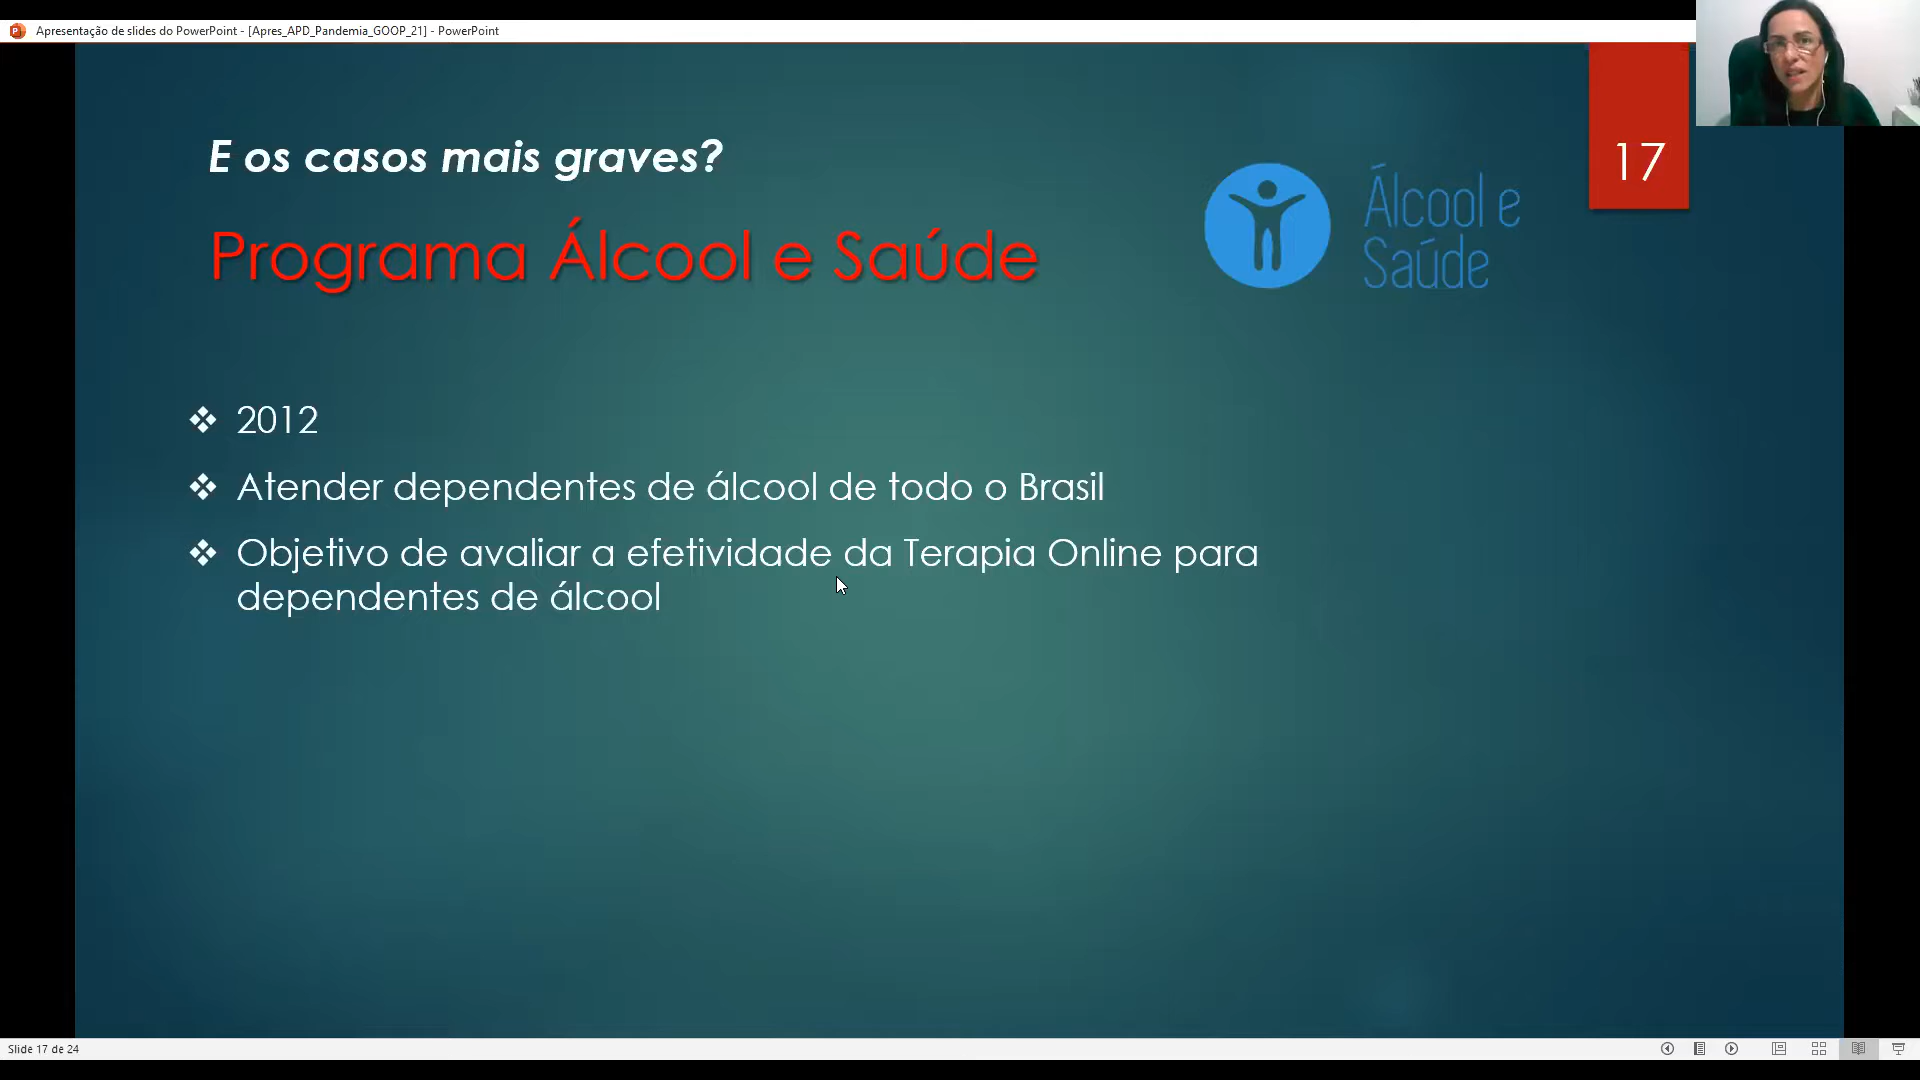 Apresentação de slides do PowerPoint - [Apres_APD_Pandemia_GOOP_21] - PowerPoint
E os casos mais graves?
17
Programa Álcool e Saúde
Álcool e
Saúde
❖ 2012
❖ Atender dependentes de álcool de todo o Brasil
❖ Objetivo de avaliar a efetividade da Terapia Online para
dependentes de álcool
Slide 17 de 24